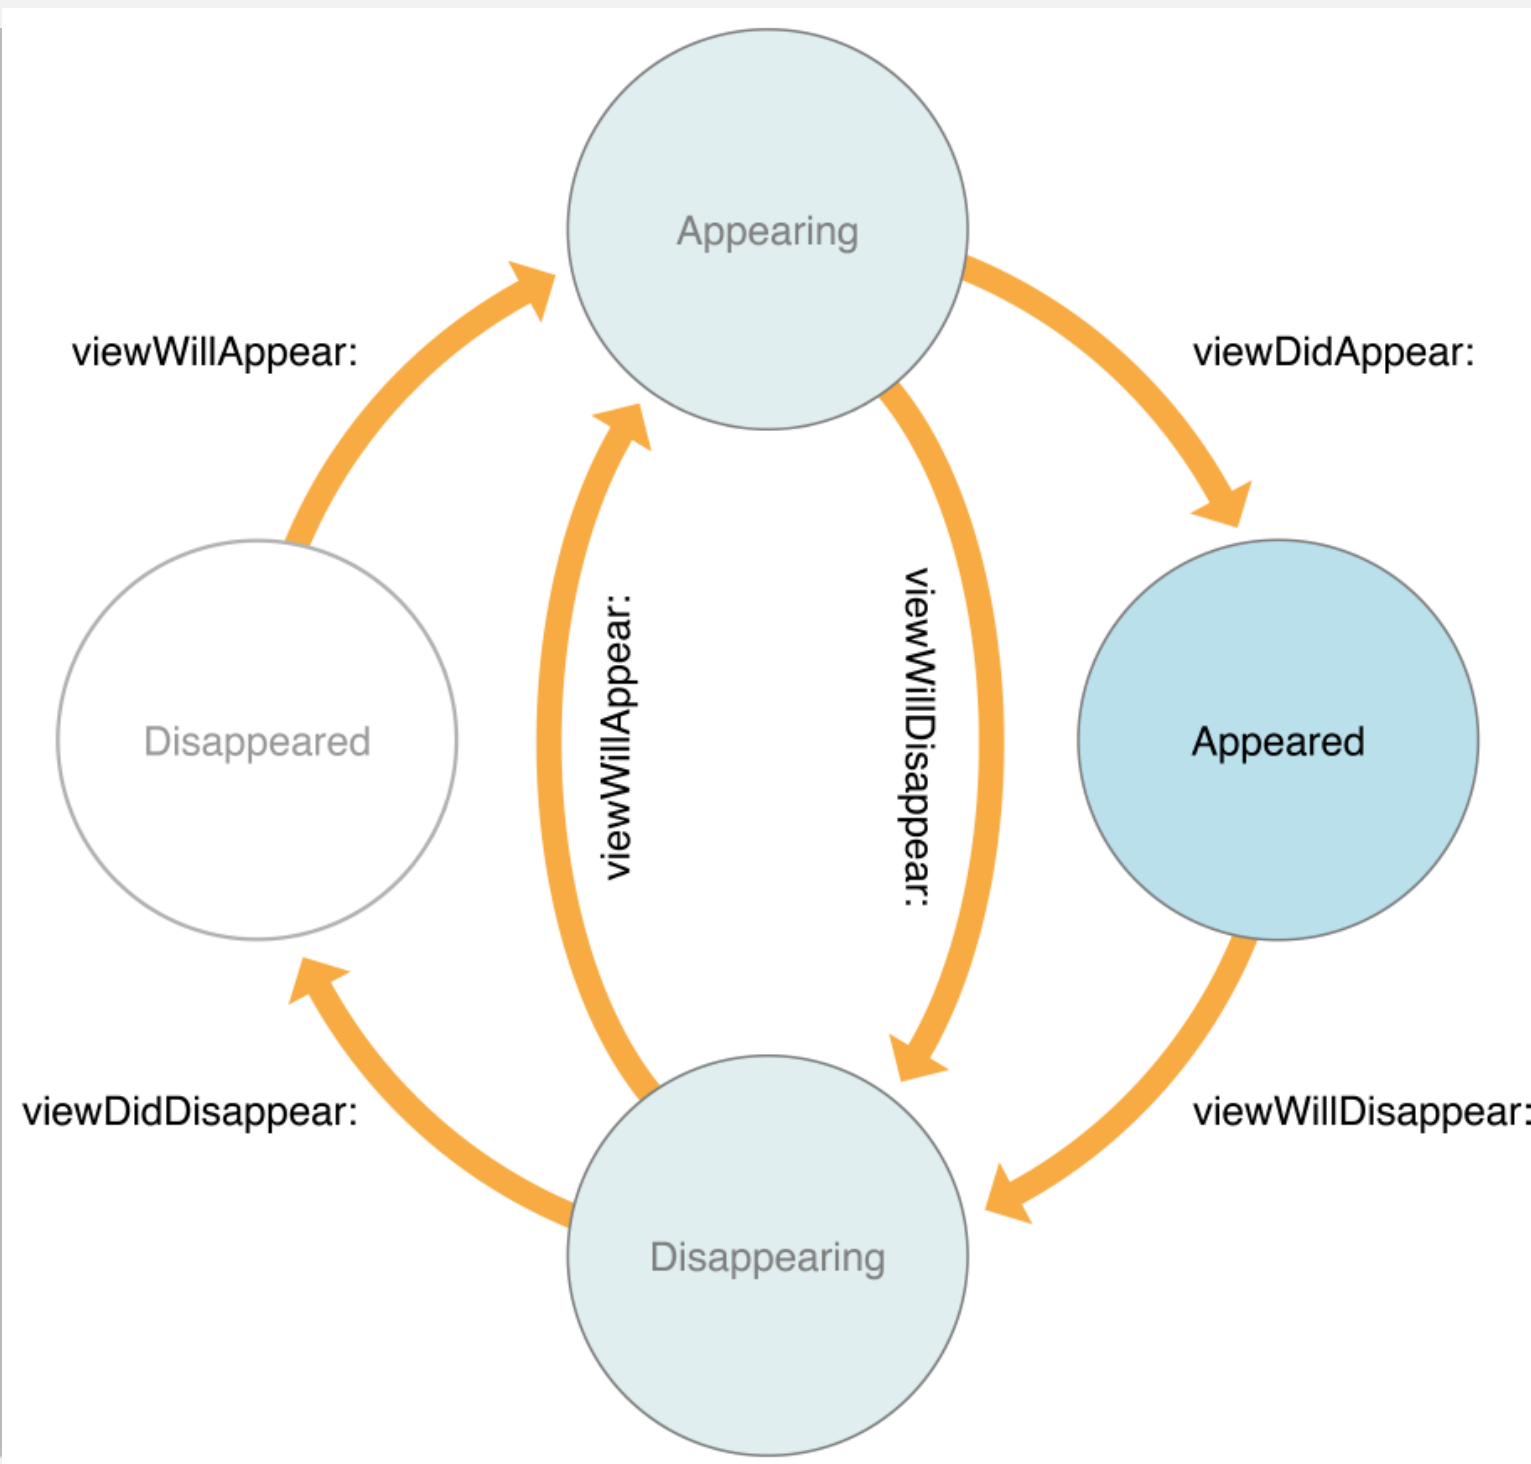 Appearing
viewWillAppear:
viewDidAppear:
viewWillAppear:
viewWillDisappear:
Disappeared
Appeared
viewDidDisappear:
viewWillDisappear:
Disappearing